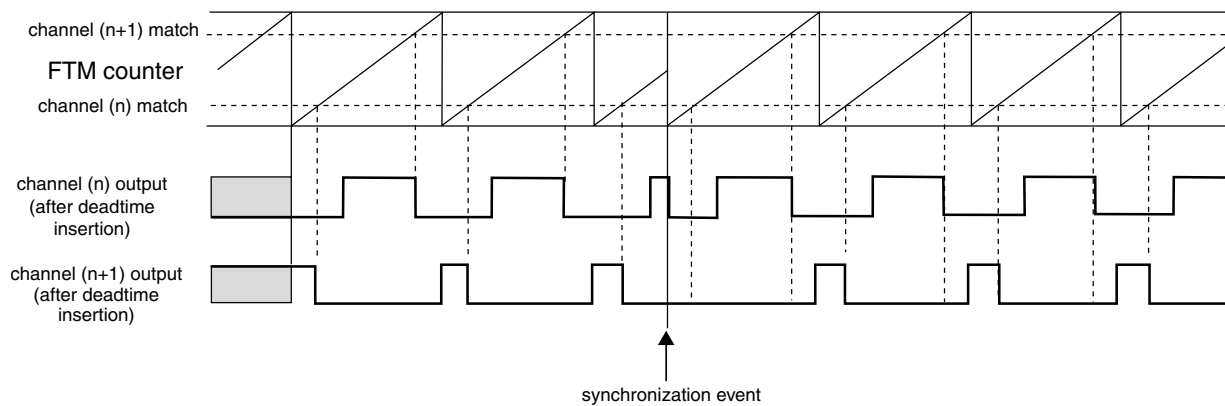 channel (n+1) match
FTM counter
channel (n) match
channel (n) output
(after deadtime
insertion)
channel (n+1) output
(after deadtime
insertion)
synchronization event